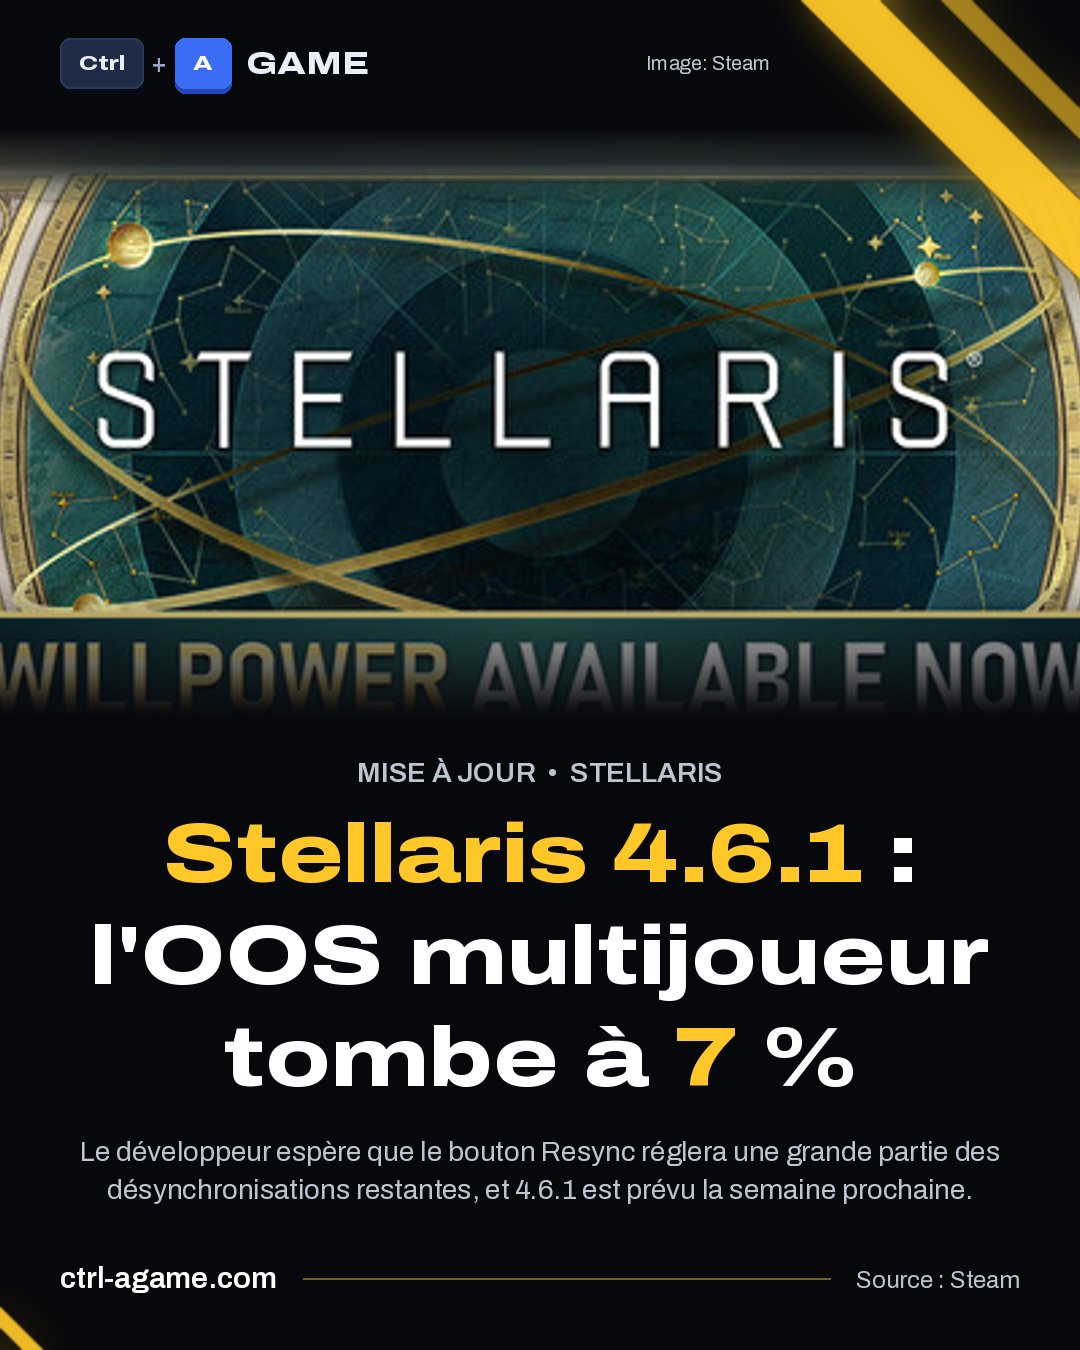 Ctrl + A GAME
Image: Steam
STELLARIS®
WILLPOWER AVAILABLE NOW
MISE À JOUR • STELLARIS
Stellaris 4.6.1 :
l'OOS multijoueur
tombe à 7 %
Le développeur espère que le bouton Resync réglera une grande partie des
désynchronisations restantes, et 4.6.1 est prévu la semaine prochaine.
ctrl-agame.com
Source : Steam